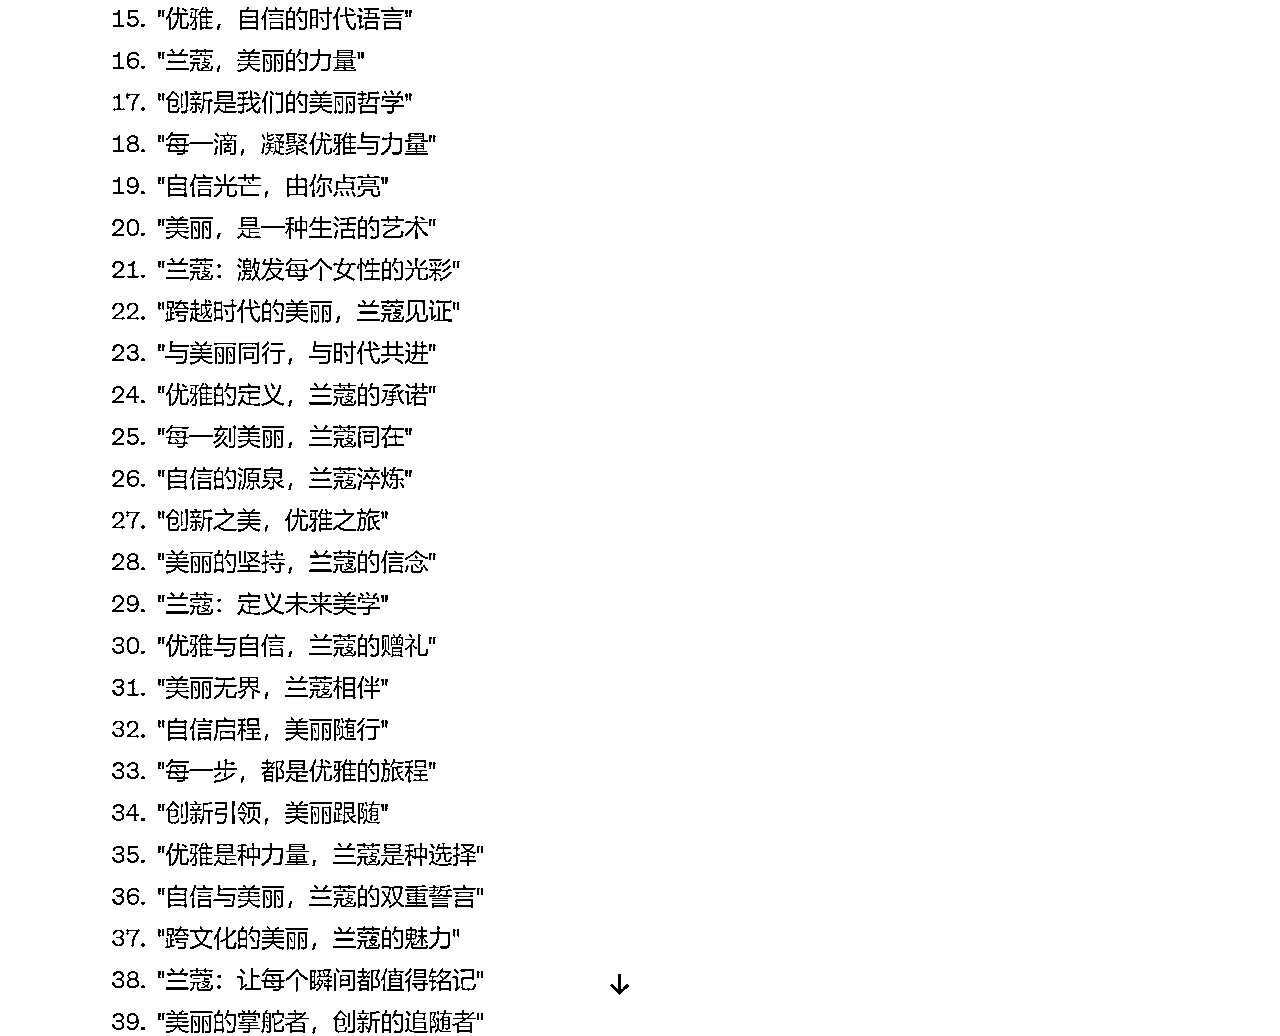 15. "优雅，自信的时代语言"
16. "兰蔻，美丽的力量"
17. "创新是我们的美丽哲学"
18. "每一滴，凝聚优雅与力量"
19. "自信光芒，由你点亮"
20. "美丽，是一种生活的艺术"
21. "兰蔻：激发每个女性的光彩"
22. "跨越时代的美丽，兰蔻见证"
23. "与美丽同行，与时代共进"
24. "优雅的定义，兰蔻的承诺"
25. "每一刻美丽，兰蔻同在"
26. "自信的源泉，兰蔻淬炼"
27. "创新之美，优雅之旅"
28. "美丽的坚持，兰蔻的信念"
29. "兰蔻：定义未来美学"
30. "优雅与自信，兰蔻的赠礼"
31. "美丽无界，兰蔻相伴"
32. "自信启程，美丽随行"
33. "每一步，都是优雅的旅程"
34. "创新引领，美丽跟随"
35. "优雅是种力量，兰蔻是种选择"
36. "自信与美丽，兰蔻的双重誓言"
37. "跨文化的美丽，兰蔻的魅力"
38. "兰蔻：让每个瞬间都值得铭记"
39. "美丽的掌舵者，创新的追随者"